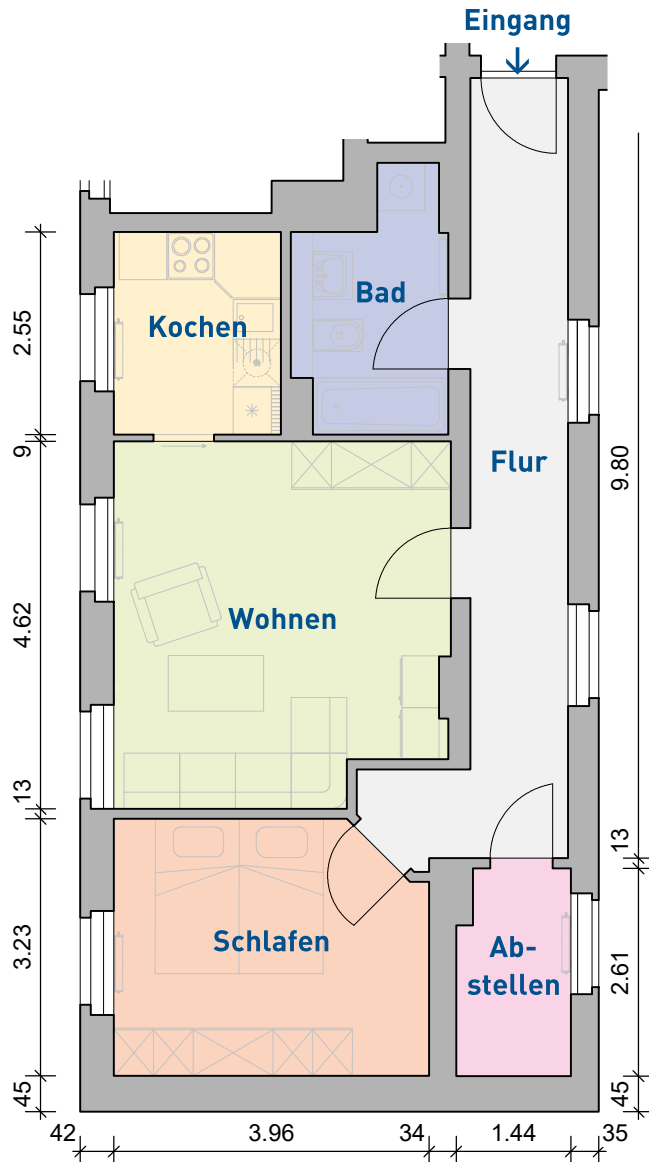 Eingang
Bad
Kochen
Flur
Wohnen
Schlafen
Ab-
stellen
2.55
9
4.62
13
3.23
45
9.80
13
2.61
45
42
3.96
34
1.44
35